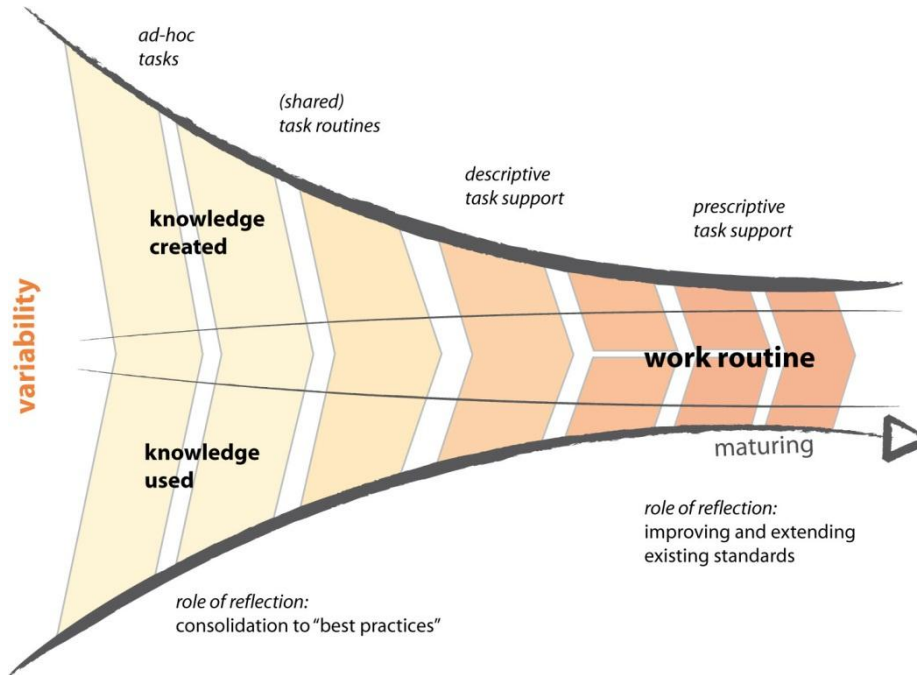 ad-hoc
tasks
(shared)
task routines
descriptive
task support
prescriptive
task support
knowledge
created
variability
work routine
knowledge
used
maturing
role of reflection:
improving and extending
existing standards
role of reflection:
consolidation to “best practices”